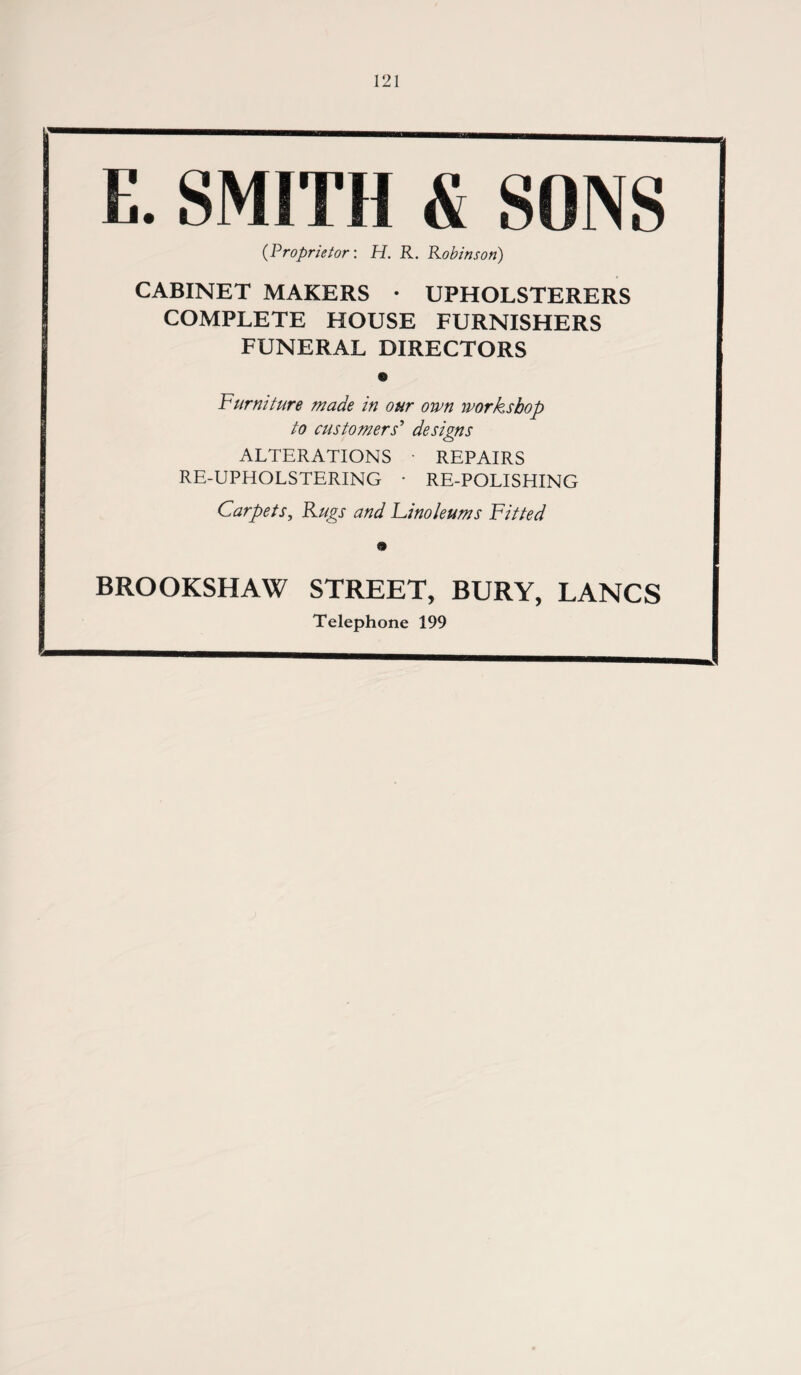 121
E. SMITH & SONS
(Proprietor: H. R. Robinson)
CABINET MAKERS · UPHOLSTERERS
COMPLETE HOUSE FURNISHERS
FUNERAL DIRECTORS
●
Furniture made in our own workshop
to customers' designs
ALTERATIONS · REPAIRS
RE-UPHOLSTERING · RE-POLISHING
Carpets, Rugs and Linoleums Fitted
●
BROOKSHAW STREET, BURY, LANCS
Telephone 199